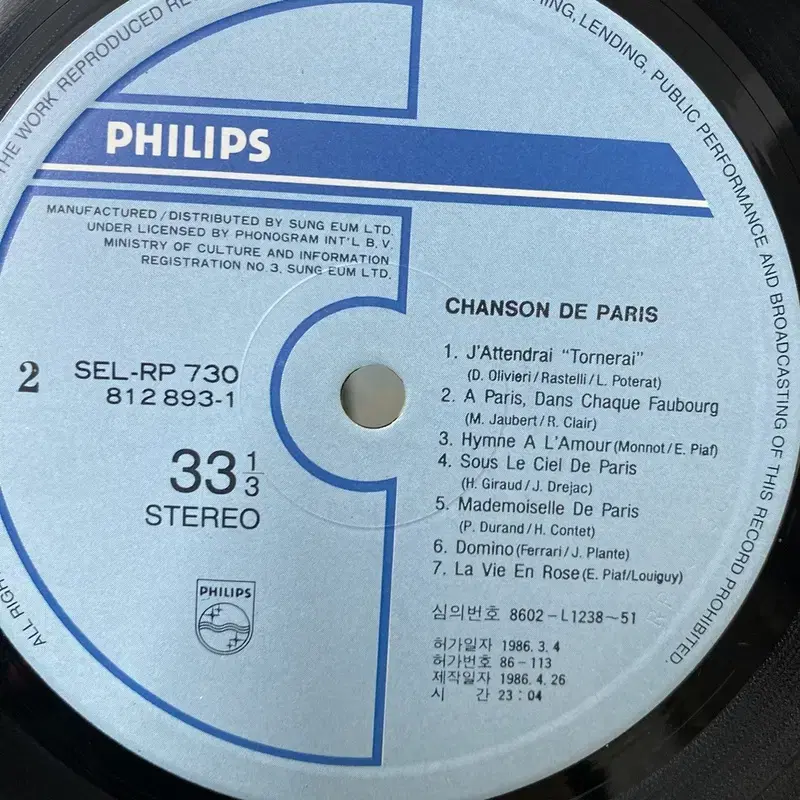 THE WORK REPRODUCED RE
HING, LENDING, PUBLIC PERFORMANCE AND BROADCASTING OF THIS RECORD PROHIBITED.
PHILIPS
MANUFACTURED / DISTRIBUTED BY SUNG EUM LTD.
UNDER LICENSED BY PHONOGRAM INT'L B.V.
MINISTRY OF CULTURE AND INFORMATION
REGISTRATION NO.3. SUNG EUM LTD.
2
SEL-RP 730
812 893-1
33 1/3
STEREO
PHILIPS
CHANSON DE PARIS
1. J'Attendrai "Tornerai"
(D. Olivieri/Rastelli/L. Poterat)
2. A Paris, Dans Chaque Faubourg
(M. Jaubert/R. Clair)
3. Hymne A L'Amour (Monnot/E. Piaf)
4. Sous Le Ciel De Paris
(H. Giraud/J. Drejac)
5. Mademoiselle De Paris
(P. Durand/H. Contet)
6. Domino (Ferrari/J. Plante)
7. La Vie En Rose (E. Piaf/Louiguy)
심의번호 8602-L1238~51
허가일자 1986.3.4
허가번호 86-113
제작일자 1986.4.26
시 간 23:04
ALL RIGH